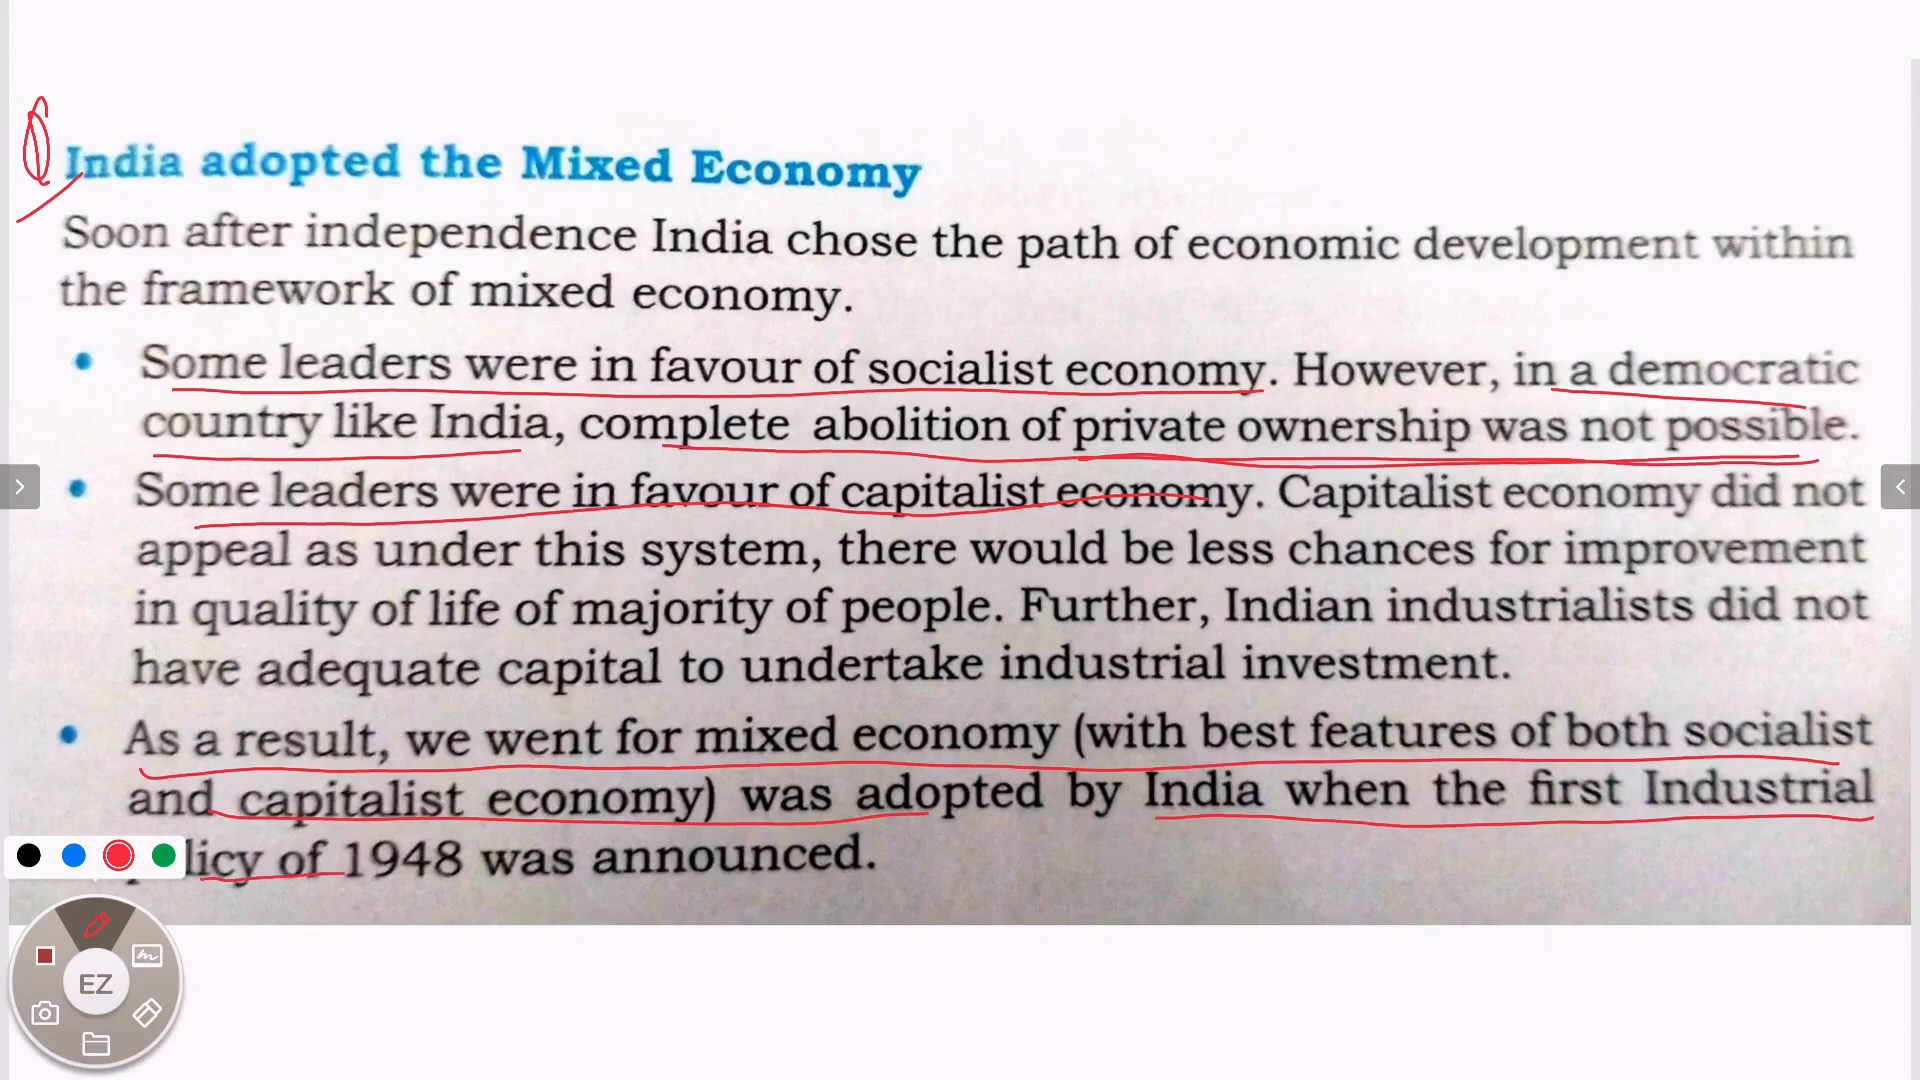 India adopted the Mixed Economy
Soon after independence India chose the path of economic development within
the framework of mixed economy.
• Some leaders were in favour of socialist economy. However, in a democratic
country like India, complete abolition of private ownership was not possible.
• Some leaders were in favour of capitalist economy. Capitalist economy did not
appeal as under this system, there would be less chances for improvement
in quality of life of majority of people. Further, Indian industrialists did not
have adequate capital to undertake industrial investment.
• As a result, we went for mixed economy (with best features of both socialist
and capitalist economy) was adopted by India when the first Industrial
licy of 1948 was announced.
EZ